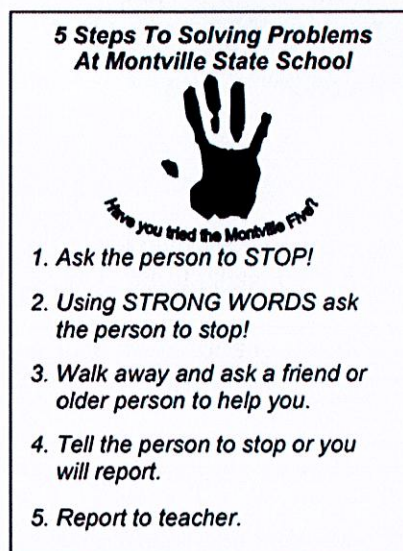 5 Steps To Solving Problems
At Montville State School
Have you tried the Montville Five?
1. Ask the person to STOP!
2. Using STRONG WORDS ask
the person to stop!
3. Walk away and ask a friend or
older person to help you.
4. Tell the person to stop or you
will report.
5. Report to teacher.